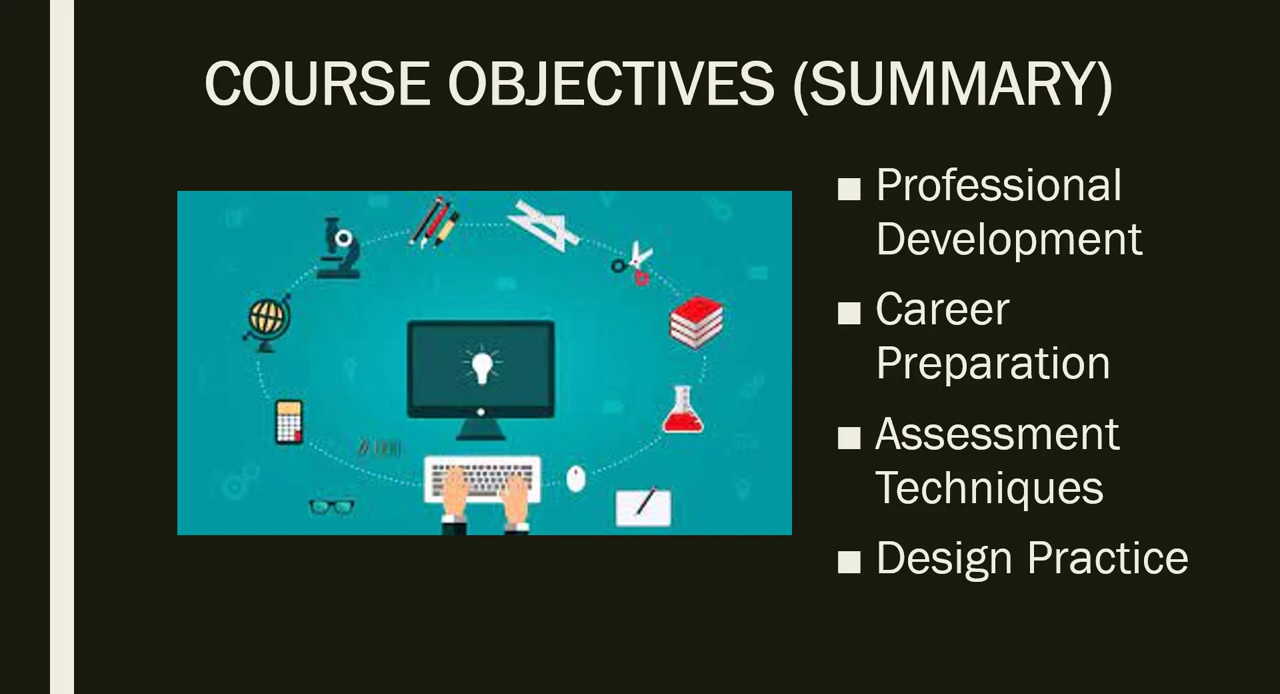 COURSE OBJECTIVES (SUMMARY)
■ Professional
Development
■ Career
Preparation
■ Assessment
Techniques
■ Design Practice